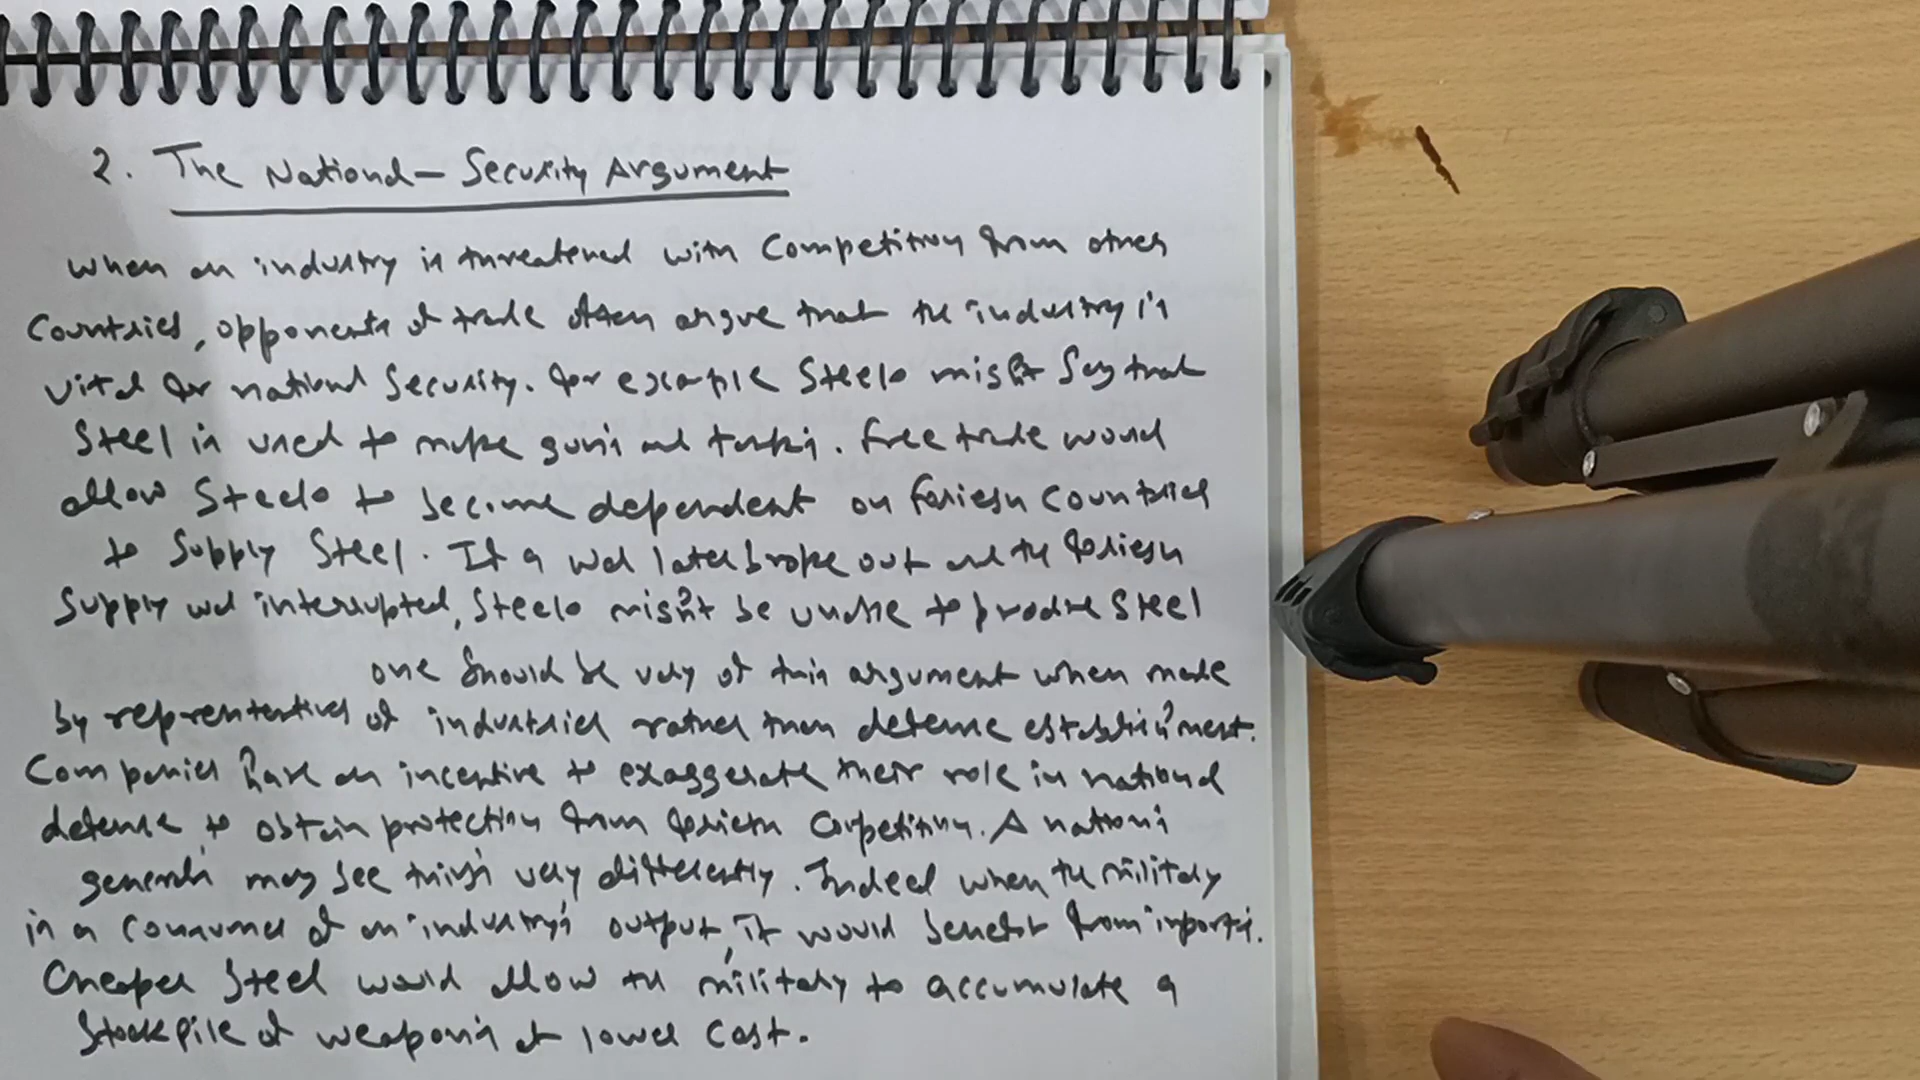 2. The National-Security Argument
When an industry is threatened with Competition from other
Countries, opponents of trade often argue that the industry is
vital for national Security. for example Steelo might Say that
Steel is used to make guns and tanks. free trade would
allow Steelo to become dependent on foriegn Countries
to Supply Steel. If a war later broke out and the foriegn
Supply was interrupted, Steelo might be unable to produce Steel
one Should be very of this argument when made
by representatives of industries rather than defense establishment.
Companies have an incentive to exaggerate their role in national
defense to obtain protection from foriegn Competition. A nation's
generals may See things very differently. Indeed when the military
is a Consumer of an industry's output, it would benefit from imports.
Cheaper Steel would allow the military to accumulate a
Stockpile of weapons at lower Cost.